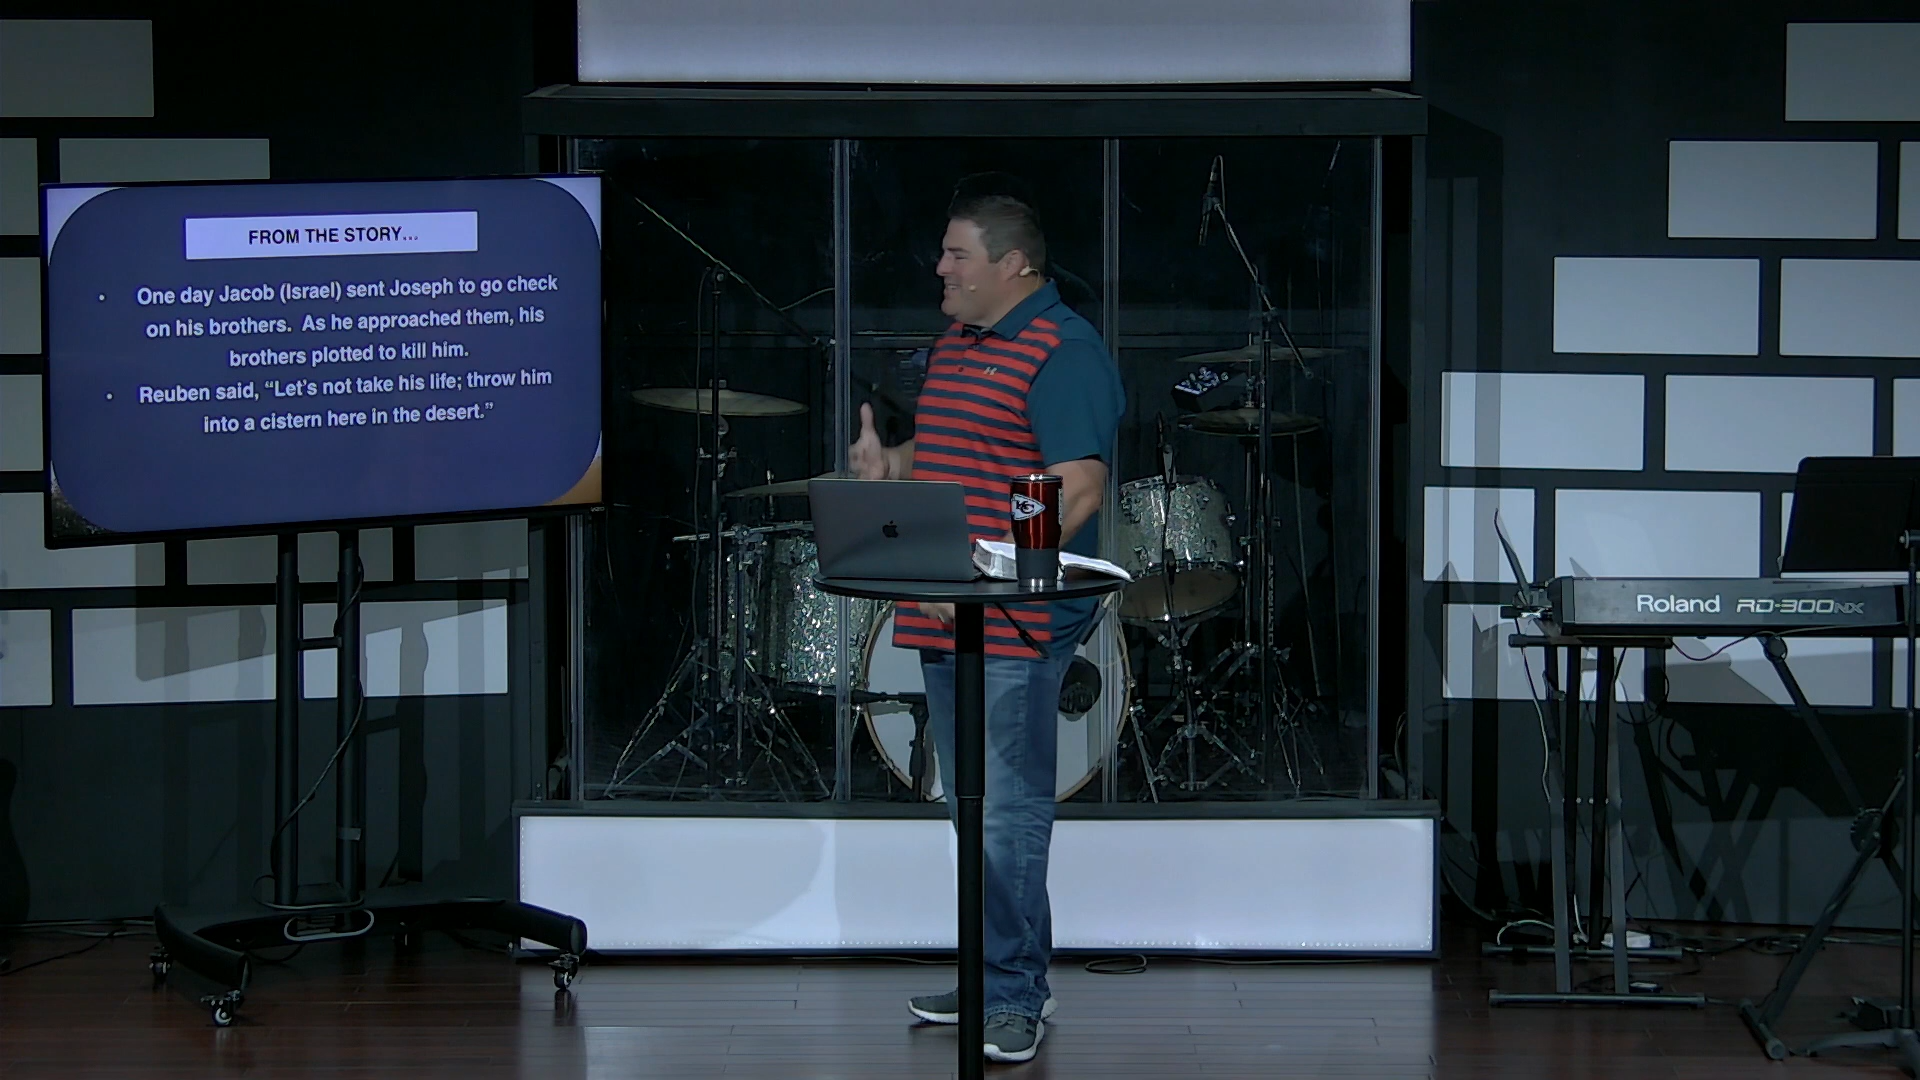 FROM THE STORY...
• One day Jacob (Israel) sent Joseph to go check
on his brothers. As he approached them, his
brothers plotted to kill him.
• Reuben said, “Let’s not take his life; throw him
into a cistern here in the desert.”
VIZIO
KC
Roland RD-300NX